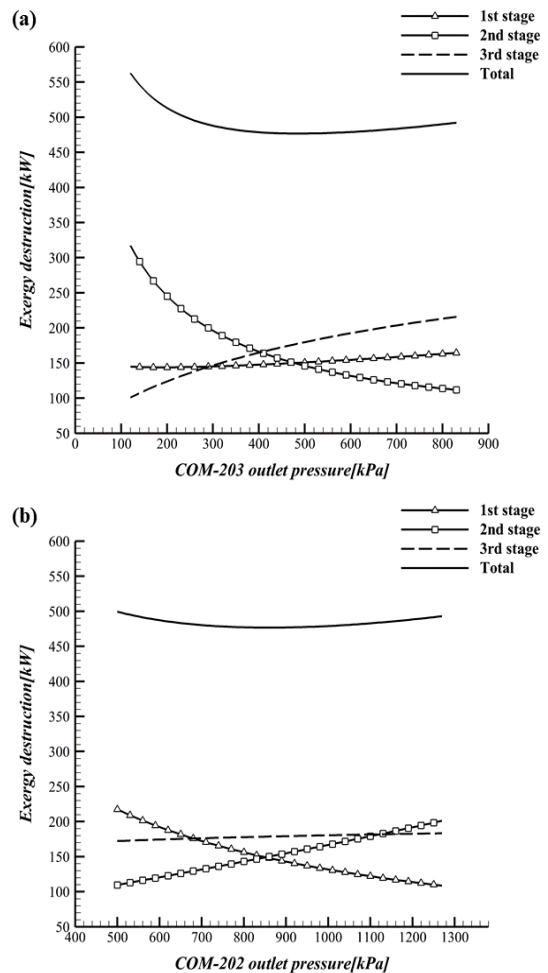 (a)
1st stage
2nd stage
3rd stage
Total
600
550
500
450
400
350
300
250
200
150
100
50
Exergy destruction[kW]
0 100 200 300 400 500 600 700 800 900
COM-203 outlet pressure[kPa]
(b)
1st stage
2nd stage
3rd stage
Total
600
550
500
450
400
350
300
250
200
150
100
50
Exergy destruction[kW]
400 500 600 700 800 900 1000 1100 1200 1300
COM-202 outlet pressure[kPa]